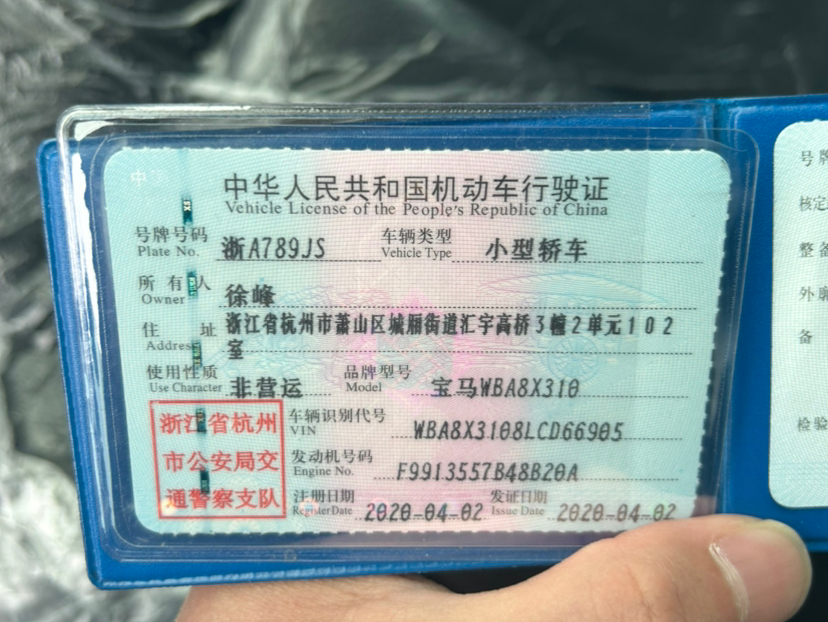 中华人民共和国机动车行驶证
Vehicle License of the People's Republic of China
号牌号码 浙A789JS 车辆类型 小型轿车
Plate No. Vehicle Type
所有人 徐峰
Owner
住址 浙江省杭州市萧山区城厢街道汇宇高桥3幢2单元102
Address 室
使用性质 非营运 品牌型号 宝马WBA8X310
Use Character Model
浙江省杭州 车辆识别代号 WBA8X3108LCD66905
VIN
市公安局交 发动机号码 F9913557B48B20A
Engine No.
通警察支队 注册日期 2020-04-02 发证日期 2020-04-02
Register Date Issue Date
号牌
核定
整备
外廓
备
检验